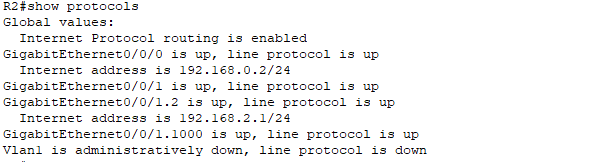 R2#show protocols
Global values:
  Internet Protocol routing is enabled
GigabitEthernet0/0/0 is up, line protocol is up
  Internet address is 192.168.0.2/24
GigabitEthernet0/0/1 is up, line protocol is up
GigabitEthernet0/0/1.2 is up, line protocol is up
  Internet address is 192.168.2.1/24
GigabitEthernet0/0/1.1000 is up, line protocol is up
Vlan1 is administratively down, line protocol is down